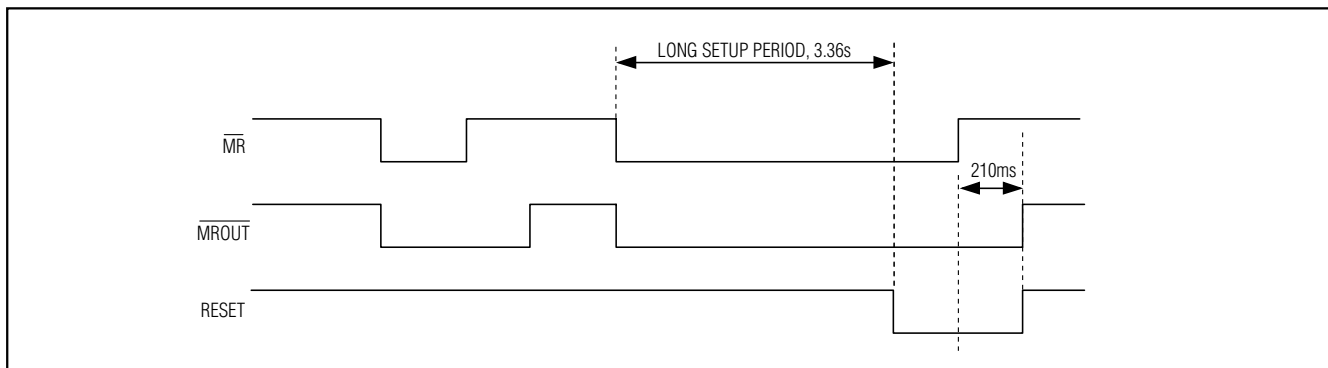 LONG SETUP PERIOD, 3.36s
MR
210ms
MROUT
RESET